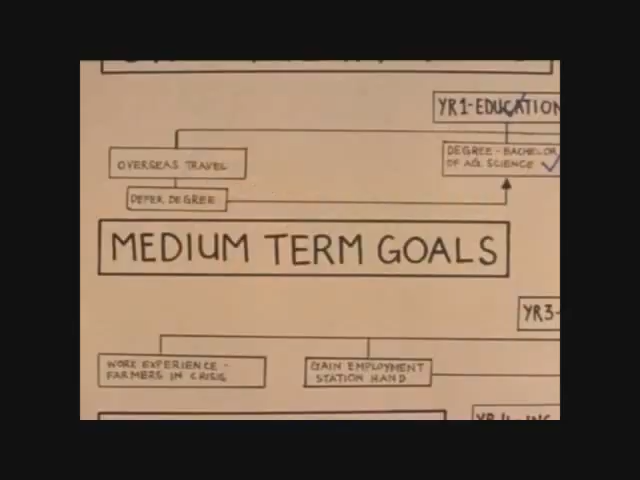 YR1-EDUCATION
OVERSEAS TRAVEL
DEGREE - BACHELOR
OF AG. SCIENCE
DEFER DEGREE
MEDIUM TERM GOALS
YR3-
WORK EXPERIENCE -
FARMERS IN CRISIS
GAIN EMPLOYMENT
STATION HAND